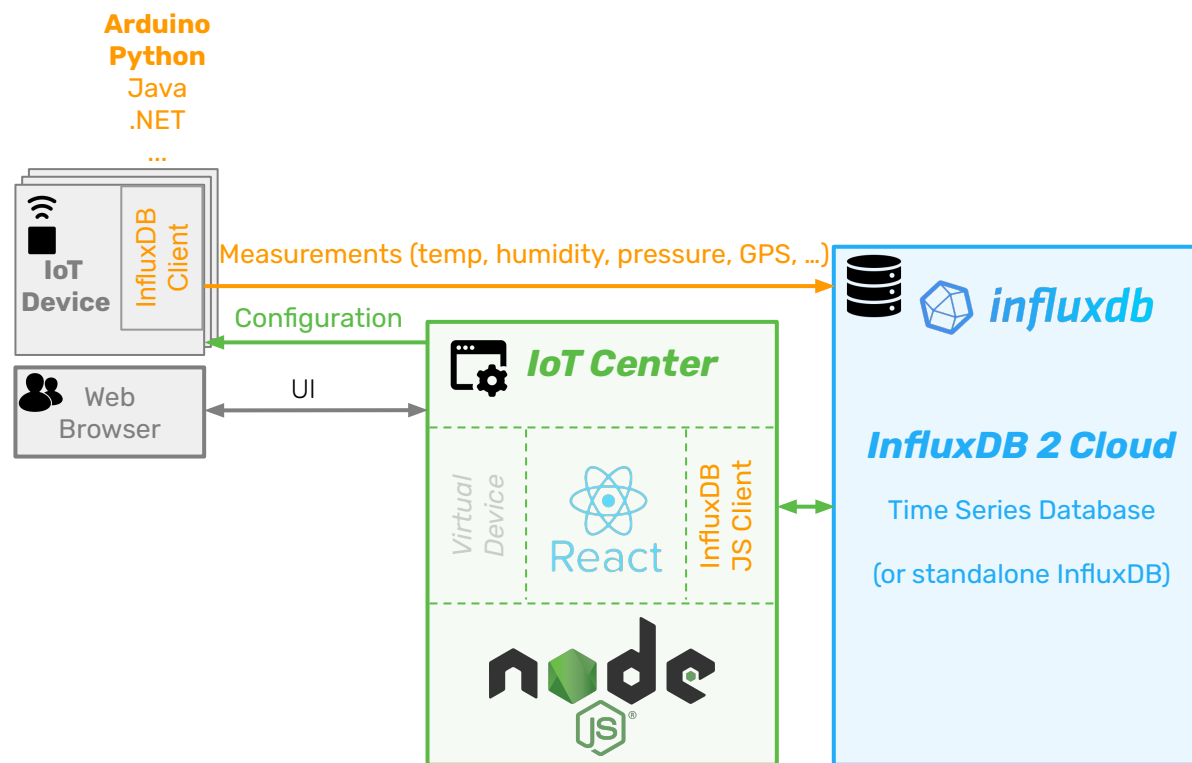 Arduino
Python
Java
.NET
...
InfluxDB
Client
IoT
Device
Measurements (temp, humidity, pressure, GPS, ...)
influxdb
Configuration
IoT Center
UI
Web
Browser
InfluxDB 2 Cloud
Virtual
Device
React
InfluxDB
JS Client
Time Series Database
(or standalone InfluxDB)
node
JS®